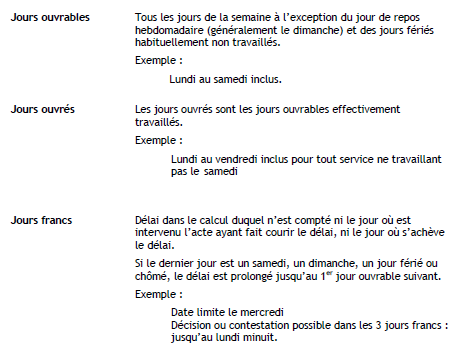 Jours ouvrables
Tous les jours de la semaine à l'exception du jour de repos
hebdomadaire (généralement le dimanche) et des jours fériés
habituellement non travaillés.
Exemple :
Lundi au samedi inclus.
Jours ouvrés
Les jours ouvrés sont les jours ouvrables effectivement
travaillés.
Exemple :
Lundi au vendredi inclus pour tout service ne travaillant
pas le samedi
Jours francs
Délai dans le calcul duquel n'est compté ni le jour où est
intervenu l'acte ayant fait courir le délai, ni le jour où s'achève
le délai.
Si le dernier jour est un samedi, un dimanche, un jour férié ou
chômé, le délai est prolongé jusqu'au 1er jour ouvrable suivant.
Exemple :
Date limite le mercredi
Décision ou contestation possible dans les 3 jours francs :
jusqu'au lundi minuit.